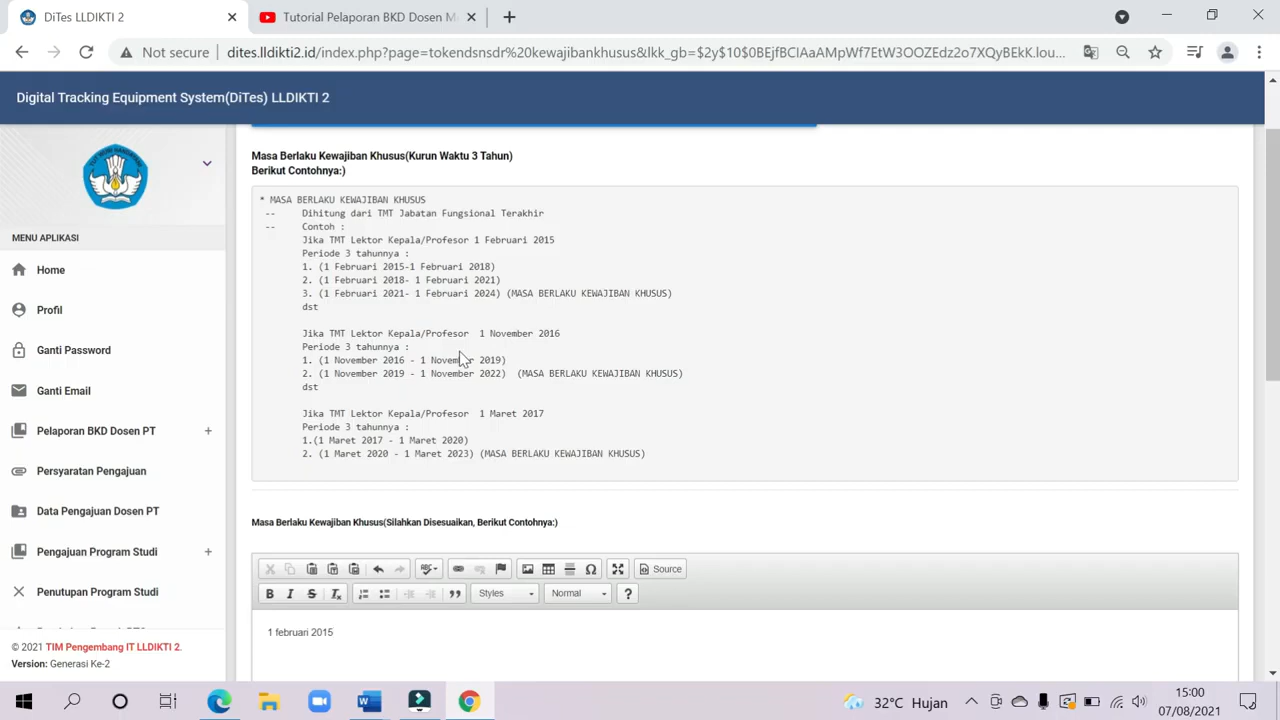 DiTes LLDIKTI 2
Tutorial Pelaporan BKD Dosen M
Not secure
dites.lldikti2.id/index.php?page=tokendsnsdr%20kewajibankhusus&lkk_gb=$2y$10$0BEjfBCIAaAMpWf7EtW3OOZEdz2o7XQyBEkK.lou...
Digital Tracking Equipment System(DiTes) LLDIKTI 2
MENU APLIKASI
Home
Profil
Ganti Password
Ganti Email
Pelaporan BKD Dosen PT +
Persyaratan Pengajuan
Data Pengajuan Dosen PT
Pengajuan Program Studi +
Penutupan Program Studi
© 2021 TIM Pengembang IT LLDIKTI 2.
Version: Generasi Ke-2
Masa Berlaku Kewajiban Khusus(Kurun Waktu 3 Tahun)
Berikut Contohnya:)
* MASA BERLAKU KEWAJIBAN KHUSUS
-- Dihitung dari TMT Jabatan Fungsional Terakhir
-- Contoh :
Jika TMT Lektor Kepala/Profesor 1 Februari 2015
Periode 3 tahunnya :
1. (1 Februari 2015-1 Februari 2018)
2. (1 Februari 2018- 1 Februari 2021)
3. (1 Februari 2021- 1 Februari 2024) (MASA BERLAKU KEWAJIBAN KHUSUS)
dst
Jika TMT Lektor Kepala/Profesor 1 November 2016
Periode 3 tahunnya :
1. (1 November 2016 - 1 November 2019)
2. (1 November 2019 - 1 November 2022) (MASA BERLAKU KEWAJIBAN KHUSUS)
dst
Jika TMT Lektor Kepala/Profesor 1 Maret 2017
Periode 3 tahunnya :
1.(1 Maret 2017 - 1 Maret 2020)
2. (1 Maret 2020 - 1 Maret 2023) (MASA BERLAKU KEWAJIBAN KHUSUS)
Masa Berlaku Kewajiban Khusus(Silahkan Disesuaikan, Berikut Contohnya:)
Source
B I S Styles Normal ?
1 februari 2015
32°C Hujan
15:00
07/08/2021